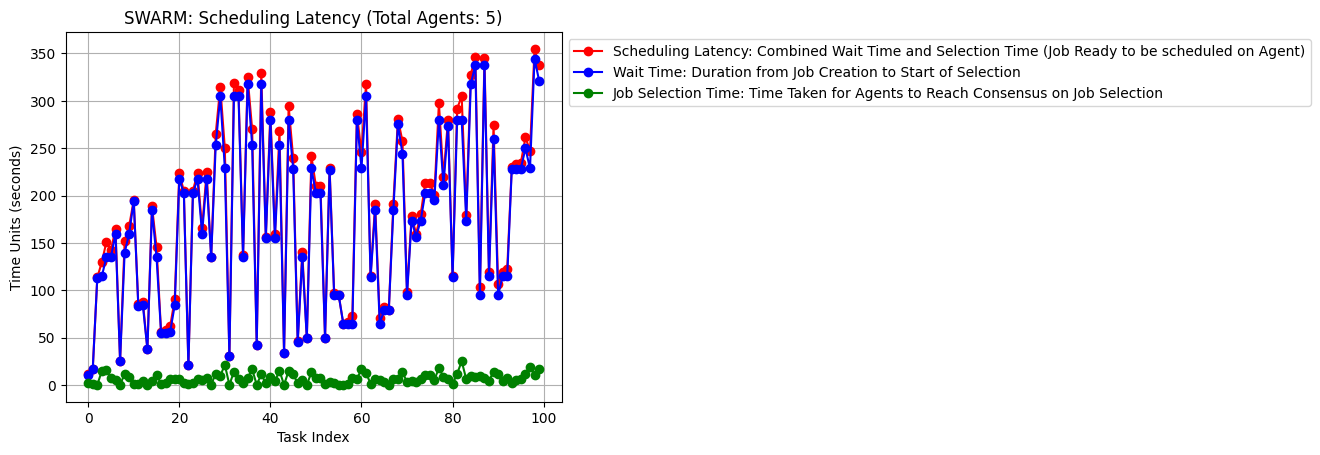 SWARM: Scheduling Latency (Total Agents: 5)
Scheduling Latency: Combined Wait Time and Selection Time (Job Ready to be scheduled on Agent)
Wait Time: Duration from Job Creation to Start of Selection
Job Selection Time: Time Taken for Agents to Reach Consensus on Job Selection
Time Units (seconds)
350
300
250
200
150
100
50
0
0 20 40 60 80 100
Task Index